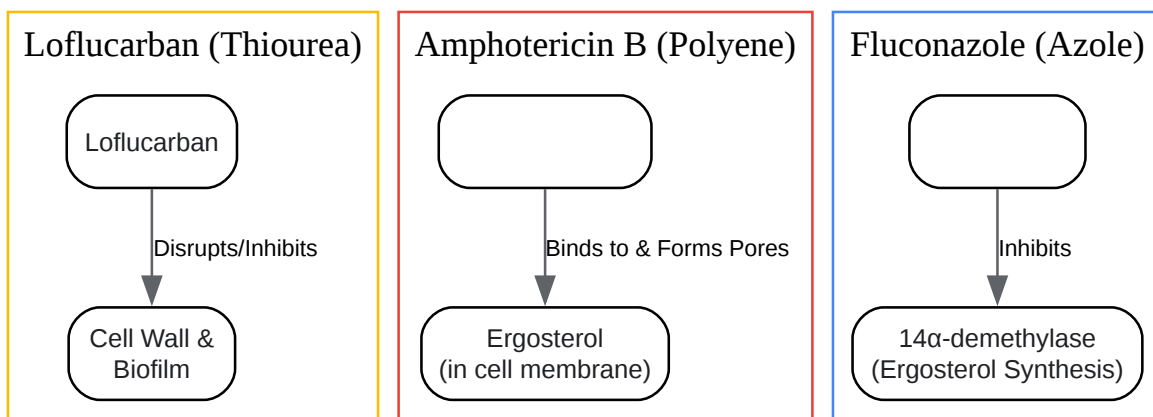 Loflucarban (Thiourea)
Loflucarban
Disrupts/Inhibits
Cell Wall &
Biofilm
Amphotericin B (Polyene)
Binds to & Forms Pores
Ergosterol
(in cell membrane)
Fluconazole (Azole)
Inhibits
14α-demethylase
(Ergosterol Synthesis)